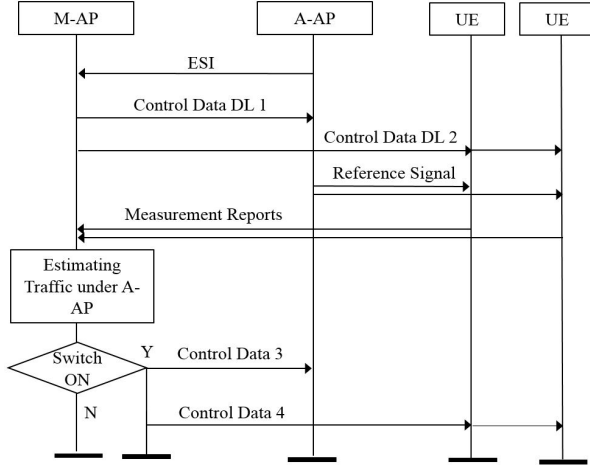 M-AP
A-AP
UE
UE
ESI
Control Data DL 1
Control Data DL 2
Reference Signal
Measurement Reports
Estimating
Traffic under A-
AP
Switch
ON
Y
Control Data 3
N
Control Data 4